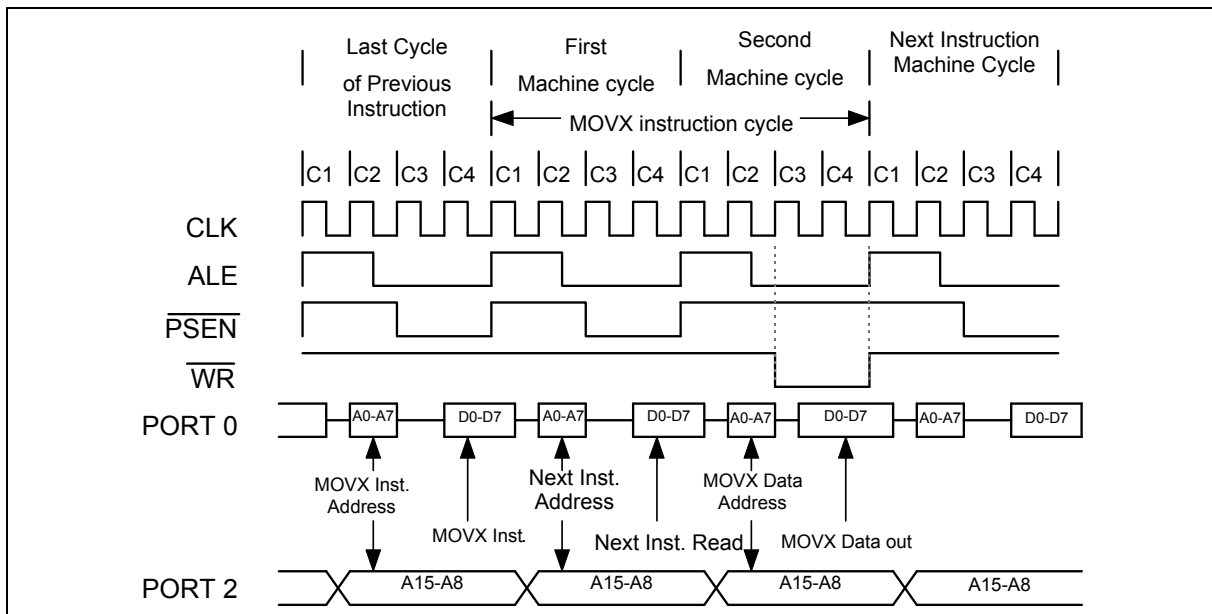 Last Cycle
of Previous
Instruction
First
Machine cycle
Second
Machine cycle
Next Instruction
Machine Cycle
MOVX instruction cycle
C1 C2 C3 C4 C1 C2 C3 C4 C1 C2 C3 C4 C1 C2 C3 C4
CLK
ALE
PSEN
WR
PORT 0
A0-A7 D0-D7 A0-A7 D0-D7 A0-A7 D0-D7 A0-A7 D0-D7
MOVX Inst.
Address
MOVX Inst.
Next Inst.
Address
Next Inst. Read
MOVX Data
Address
MOVX Data out
PORT 2
A15-A8 A15-A8 A15-A8 A15-A8